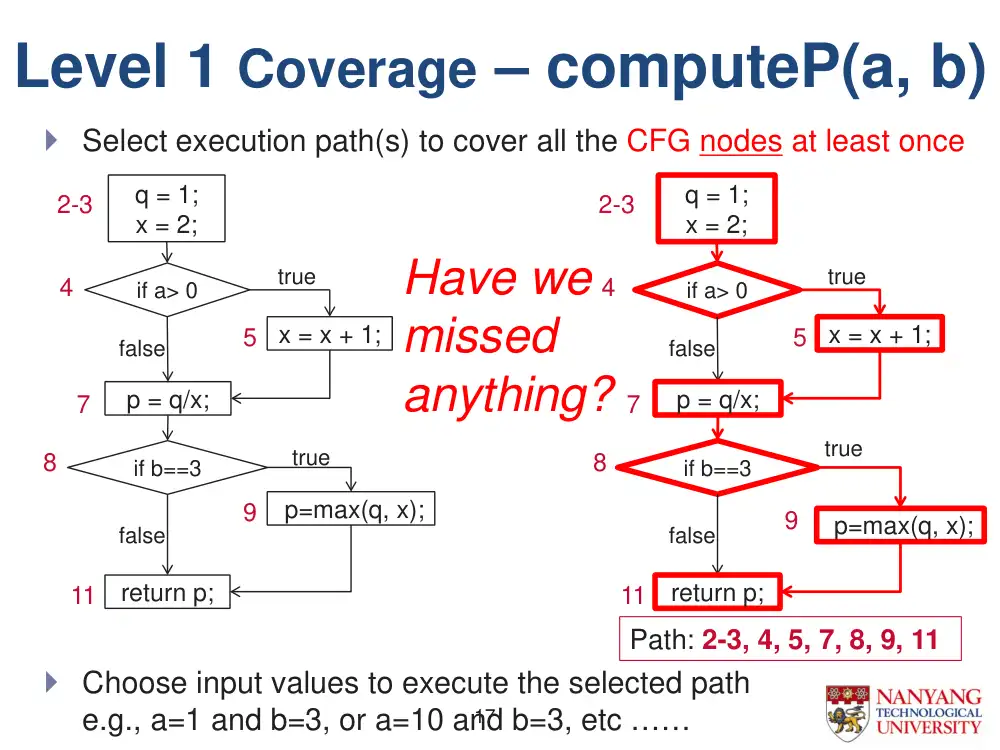 Level 1 Coverage – computeP(a, b)
Select execution path(s) to cover all the CFG nodes at least once
2-3
q = 1;
x = 2;
4
if a> 0
true
5
x = x + 1;
false
7
p = q/x;
8
if b==3
true
9
p=max(q, x);
false
11
return p;
Have we
missed
anything?
2-3
q = 1;
x = 2;
4
if a> 0
true
5
x = x + 1;
false
7
p = q/x;
8
if b==3
true
9
p=max(q, x);
false
11
return p;
Path: 2-3, 4, 5, 7, 8, 9, 11
Choose input values to execute the selected path
e.g., a=1 and b=3, or a=10 and b=3, etc ……
17
NANYANG
TECHNOLOGICAL
UNIVERSITY